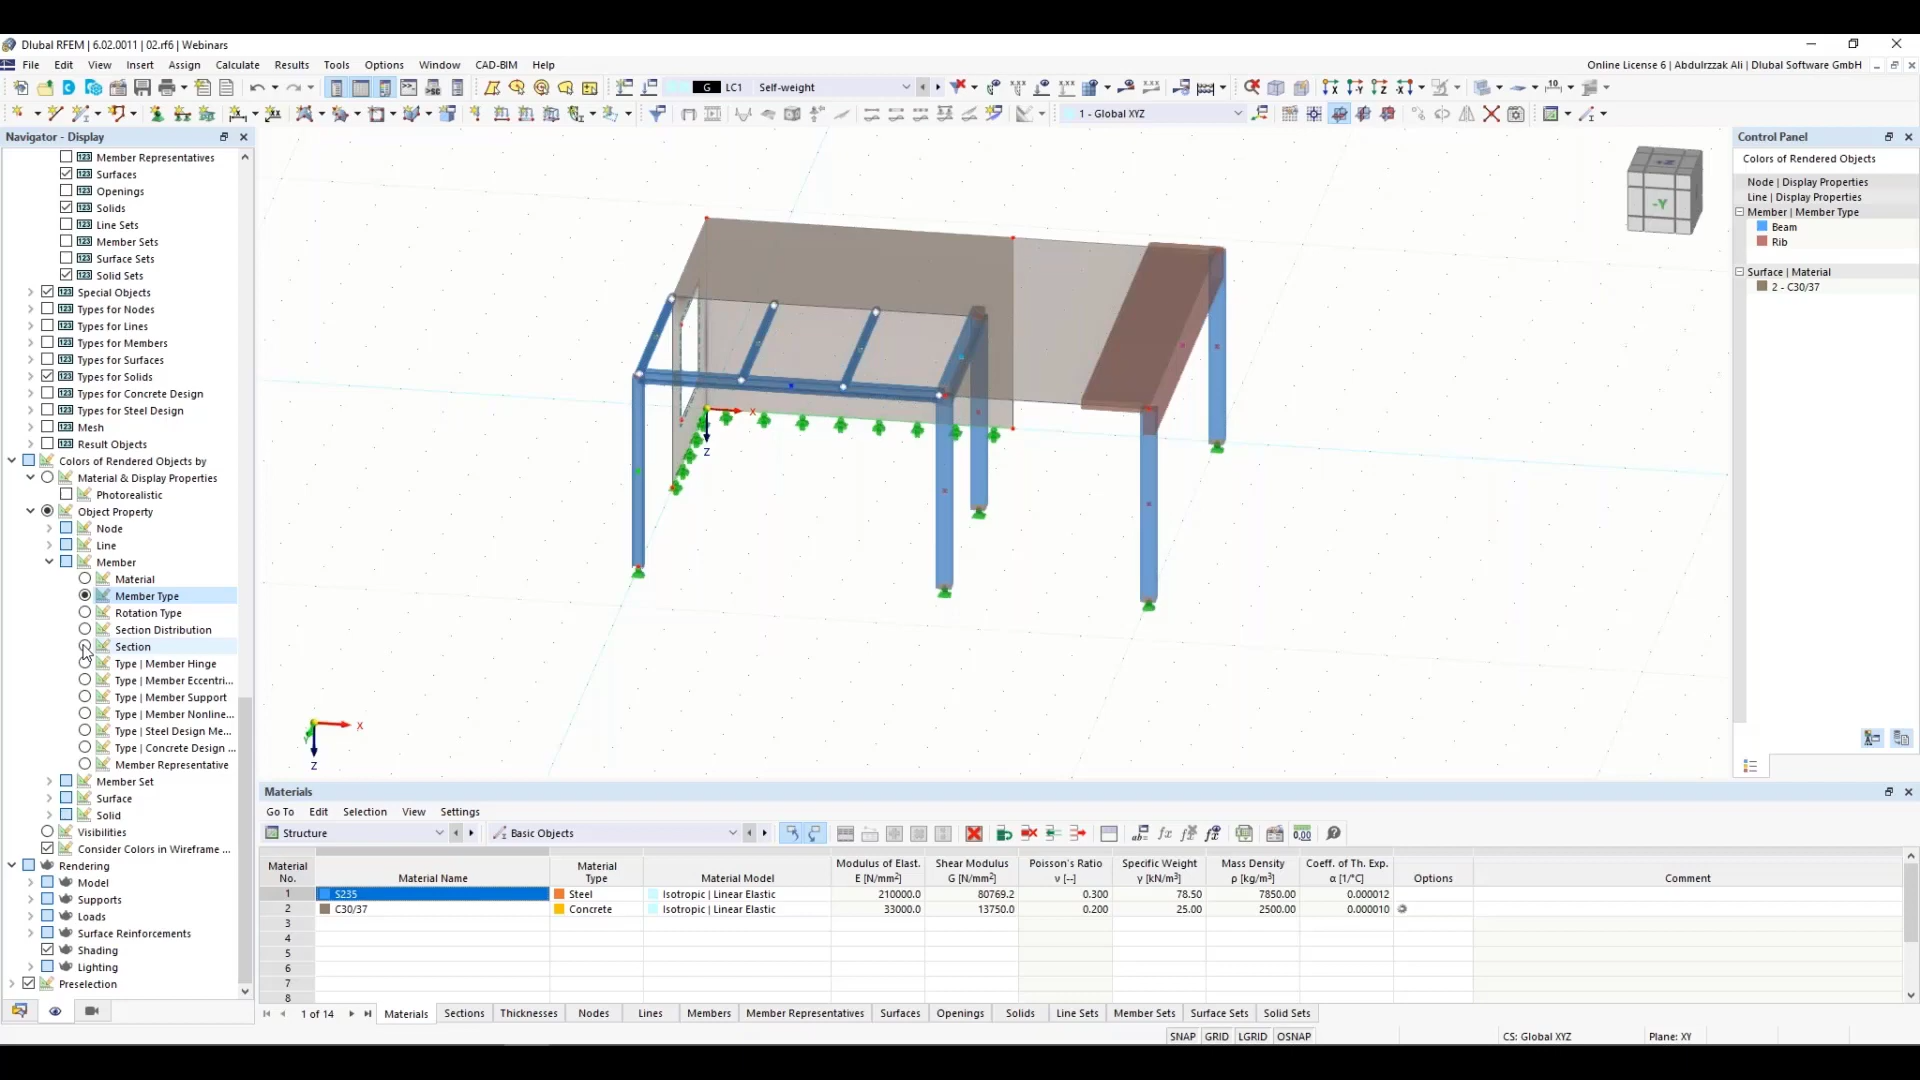 Dlubal RFEM | 6.02.0011 | 02.rf6 | Webinars
File Edit View Insert Assign Calculate Results Tools Options Window CAD-BIM Help
Online License 6 | Abdulrzzak Ali | Dlubal Software GmbH
G LC1 Self-weight
1 - Global XYZ
Navigator - Display
Member Representatives
Surfaces
Openings
Solids
Line Sets
Member Sets
Surface Sets
Solid Sets
Special Objects
Types for Nodes
Types for Lines
Types for Members
Types for Surfaces
Types for Solids
Types for Concrete Design
Types for Steel Design
Mesh
Result Objects
Colors of Rendered Objects by
Material & Display Properties
Photorealistic
Object Property
Node
Line
Member
Material
Member Type
Rotation Type
Section Distribution
Section
Type | Member Hinge
Type | Member Eccentri...
Type | Member Support
Type | Member Nonline...
Type | Steel Design Me...
Type | Concrete Design ...
Member Representative
Member Set
Surface
Solid
Visibilities
Consider Colors in Wireframe ...
Rendering
Model
Supports
Loads
Surface Reinforcements
Shading
Lighting
Preselection
X
Z
X
Z
-Y
Control Panel
Colors of Rendered Objects
Node | Display Properties
Line | Display Properties
Member | Member Type
Beam
Rib
Surface | Material
2 - C30/37
Materials
Go To Edit Selection View Settings
Structure Basic Objects
Material No. Material Name Material Type Material Model Modulus of Elast. E [N/mm2] Shear Modulus G [N/mm2] Poisson's Ratio ν [--] Specific Weight γ [kN/m3] Mass Density ρ [kg/m3] Coeff. of Th. Exp. α [1/°C] Options Comment
1 S235 Steel Isotropic | Linear Elastic 210000.0 80769.2 0.300 78.50 7850.00 0.000012
2 C30/37 Concrete Isotropic | Linear Elastic 33000.0 13750.0 0.200 25.00 2500.00 0.000010
3
4
5
6
7
8
1 of 14 Materials Sections Thicknesses Nodes Lines Members Member Representatives Surfaces Openings Solids Line Sets Member Sets Surface Sets Solid Sets
SNAP GRID LGRID OSNAP CS: Global XYZ Plane: XY